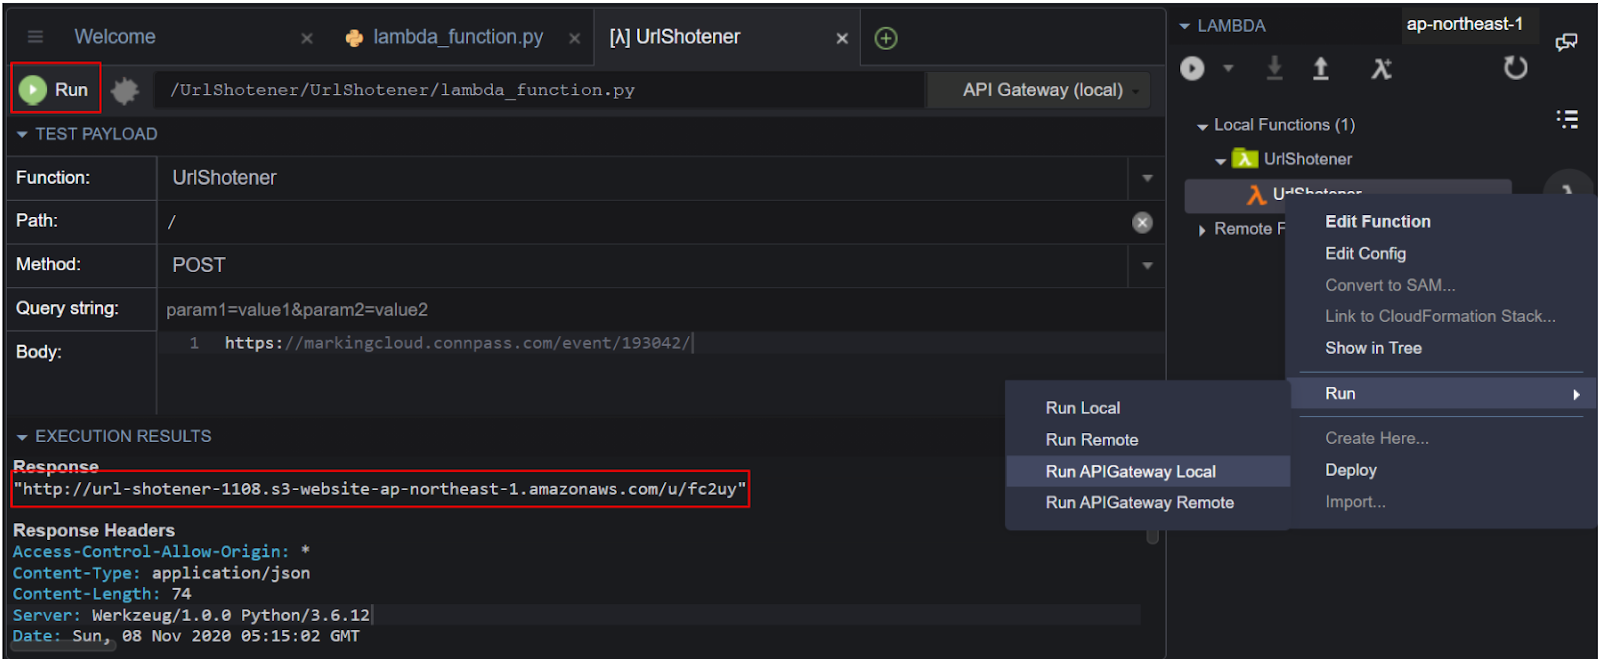 Welcome
lambda_function.py
[λ] UrlShotener
LAMBDA
ap-northeast-1
Run
/UrlShotener/UrlShotener/lambda_function.py
API Gateway (local)
TEST PAYLOAD
Function:
UrlShotener
Path:
/
Method:
POST
Query string:
param1=value1&param2=value2
Body:
1 https://markingcloud.connpass.com/event/193042/
EXECUTION RESULTS
Response
"http://url-shotener-1108.s3-website-ap-northeast-1.amazonaws.com/u/fc2uy"
Response Headers
Access-Control-Allow-Origin: *
Content-Type: application/json
Content-Length: 74
Server: Werkzeug/1.0.0 Python/3.6.12
Date: Sun, 08 Nov 2020 05:15:02 GMT
Local Functions (1)
UrlShotener
UrlShotener
Remote F
Edit Function
Edit Config
Convert to SAM...
Link to CloudFormation Stack...
Show in Tree
Run
Create Here...
Deploy
Import...
Run Local
Run Remote
Run APIGateway Local
Run APIGateway Remote